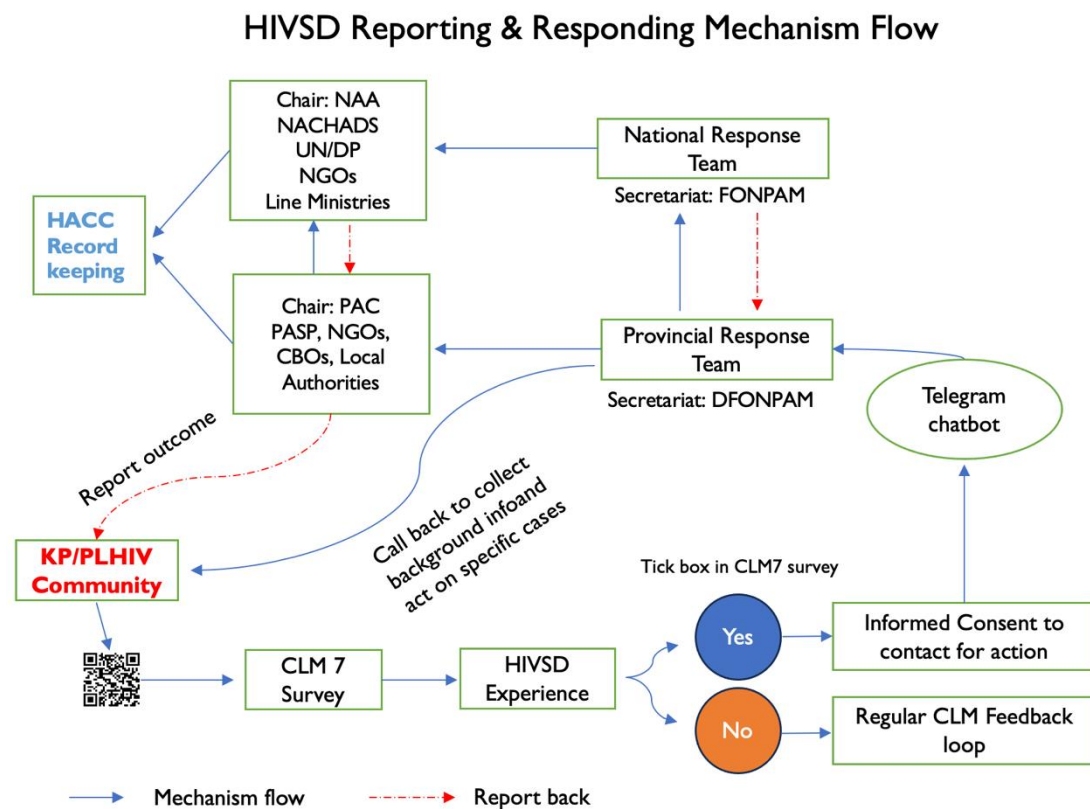 HIVSD Reporting & Responding Mechanism Flow
Chair: NAA
NACHADS
UN/DP
NGOs
Line Ministries
National Response
Team
Secretariat: FONPAM
HACC
Record
keeping
Chair: PAC
PASP, NGOs,
CBOs, Local
Authorities
Provincial Response
Team
Secretariat: DFONPAM
Telegram
chatbot
Report outcome
Call back to collect
background infoand
act on specific cases
KP/PLHIV
Community
Tick box in CLM7 survey
Yes
Informed Consent to
contact for action
CLM 7
Survey
HIVSD
Experience
No
Regular CLM Feedback
loop
Mechanism flow
Report back